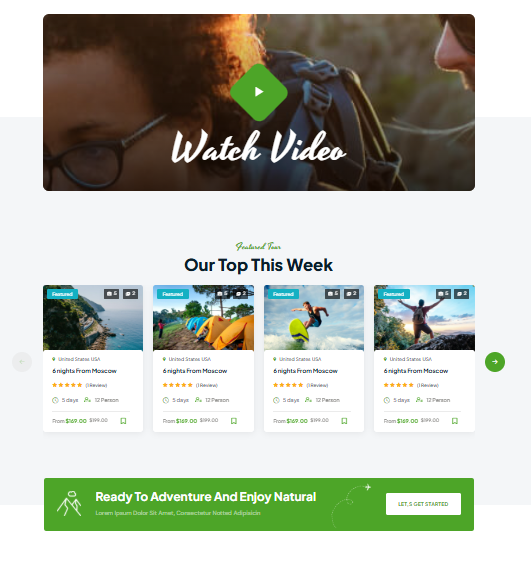 Watch Video
Featured Tour
Our Top This Week
Featured 5 2
Featured 5 2
Featured 5 2
Featured 5 2
United States USA
6 nights From Moscow
(1 Review)
5 days 12 Person
From $169.00 $199.00
United States USA
6 nights From Moscow
(1 Review)
5 days 12 Person
From $169.00 $199.00
United States USA
6 nights From Moscow
(1 Review)
5 days 12 Person
From $169.00 $199.00
United States USA
6 nights From Moscow
(1 Review)
5 days 12 Person
From $169.00 $199.00
Ready To Adventure And Enjoy Natural
Lorem Ipsum Dolor Sit Amet, Consectetur Notted Adipisicin
LET,S GET STARTED